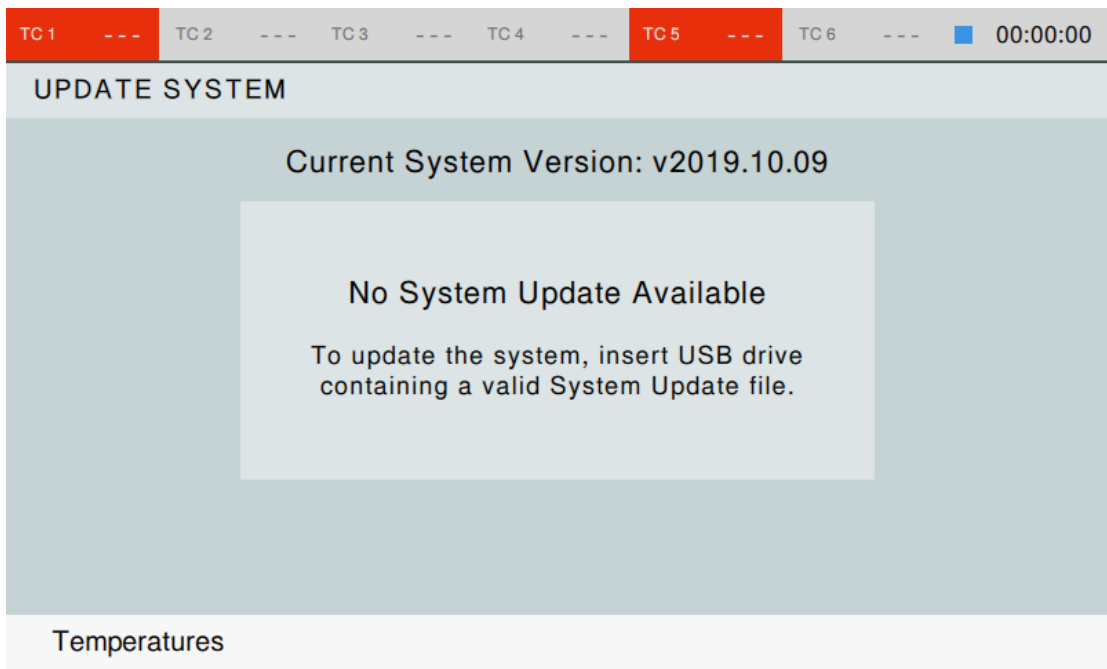 TC 1 --- TC 2 --- TC 3 --- TC 4 --- TC 5 --- TC 6 --- 00:00:00
UPDATE SYSTEM
Current System Version: v2019.10.09
No System Update Available
To update the system, insert USB drive
containing a valid System Update file.
Temperatures